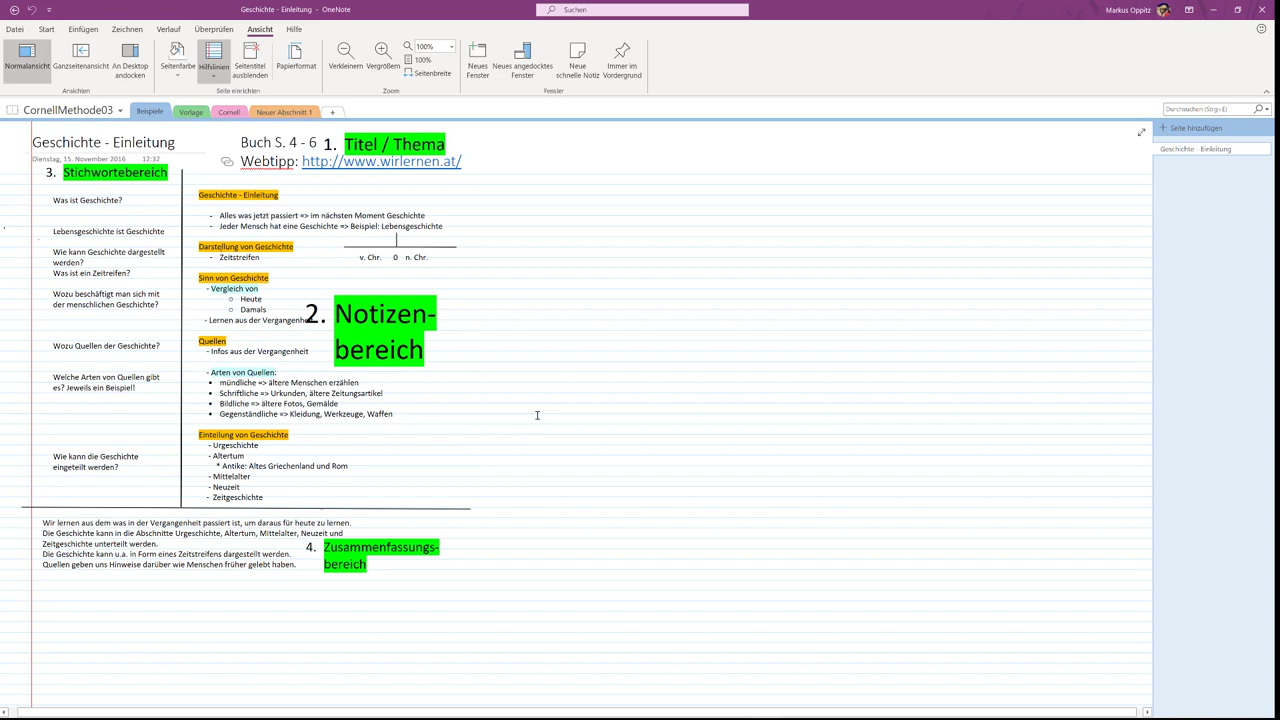 Geschichte - Einleitung - OneNote
Suchen
Markus Oppitz
Datei Start Einfügen Zeichnen Verlauf Überprüfen Ansicht Hilfe
Normalansicht Ganzseitenansicht An Desktop andocken
Seitenfarbe Hilfslinien Seitentitel ausblenden Papierformat
Verkleinern Vergrößern 100% 100% Seitenbreite
Neues Fenster Neues angedocktes Fenster Neue schnelle Notiz Immer im Vordergrund
Ansichten Seite einrichten Zoom Fenster
CornellMethode03 Beispiele Vorlage Cornell Neuer Abschnitt 1 +
Durchsuchen (Strg+E)
Seite hinzufügen
Geschichte - Einleitung
Geschichte - Einleitung
Dienstag, 15. November 2016 12:32
Buch S. 4 - 6
1. Titel / Thema
Webtipp: http://www.wirlernen.at/
3. Stichwortebereich
Was ist Geschichte?
Lebensgeschichte ist Geschichte
Wie kann Geschichte dargestellt
werden?
Was ist ein Zeitreifen?
Wozu beschäftigt man sich mit
der menschlichen Geschichte?
Wozu Quellen der Geschichte?
Welche Arten von Quellen gibt
es? Jeweils ein Beispiel!
Wie kann die Geschichte
eingeteilt werden?
Geschichte - Einleitung
- Alles was jetzt passiert => im nächsten Moment Geschichte
- Jeder Mensch hat eine Geschichte => Beispiel: Lebensgeschichte
Darstellung von Geschichte
- Zeitstreifen
v. Chr. 0 n. Chr.
Sinn von Geschichte
- Vergleich von
○ Heute
○ Damals
- Lernen aus der Vergangenhe
2. Notizen-
bereich
Quellen
- Infos aus der Vergangenheit
- Arten von Quellen:
• mündliche => ältere Menschen erzählen
• Schriftliche => Urkunden, ältere Zeitungsartikel
• Bildliche => ältere Fotos, Gemälde
• Gegenständliche => Kleidung, Werkzeuge, Waffen
Einteilung von Geschichte
- Urgeschichte
- Altertum
* Antike: Altes Griechenland und Rom
- Mittelalter
- Neuzeit
- Zeitgeschichte
Wir lernen aus dem was in der Vergangenheit passiert ist, um daraus für heute zu lernen.
Die Geschichte kann in die Abschnitte Urgeschichte, Altertum, Mittelalter, Neuzeit und
Zeitgeschichte unterteilt werden.
Die Geschichte kann u.a. in Form eines Zeitstreifens dargestellt werden.
Quellen geben uns Hinweise darüber wie Menschen früher gelebt haben.
4. Zusammenfassungs-
bereich